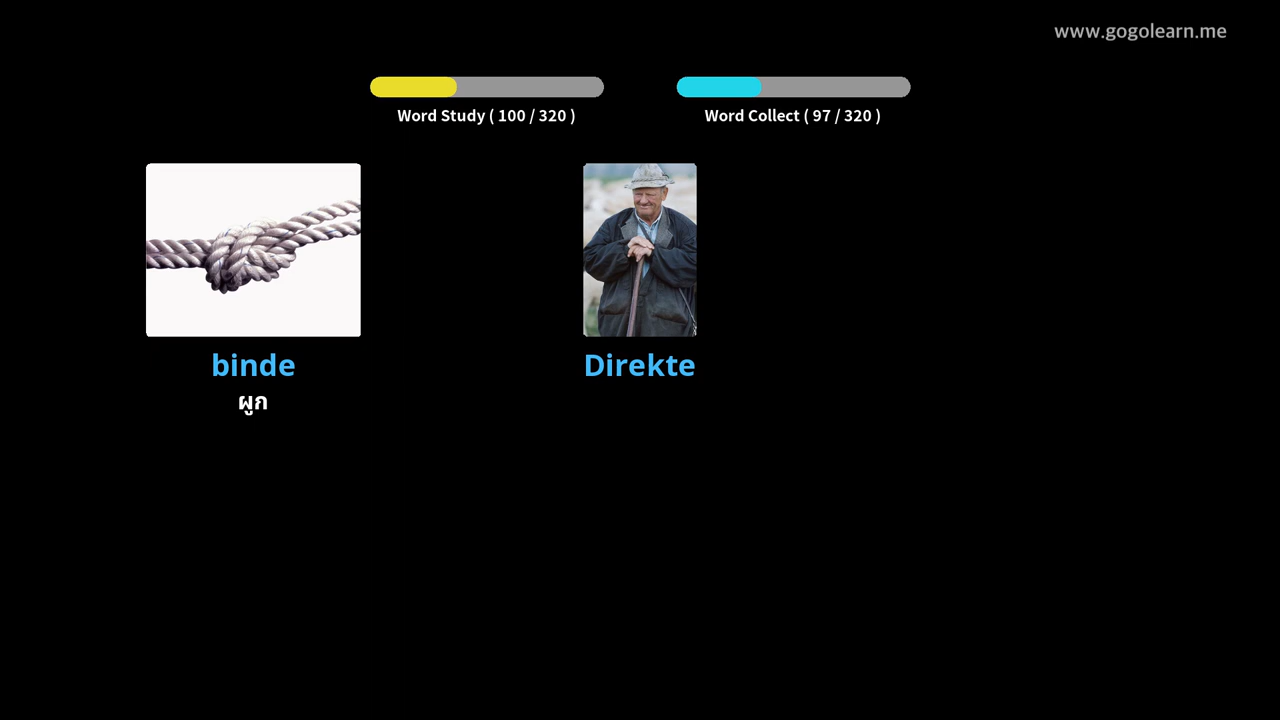 www.gogolearn.me
Word Study ( 100 / 320 )
Word Collect ( 97 / 320 )
binde
ผูก
Direkte